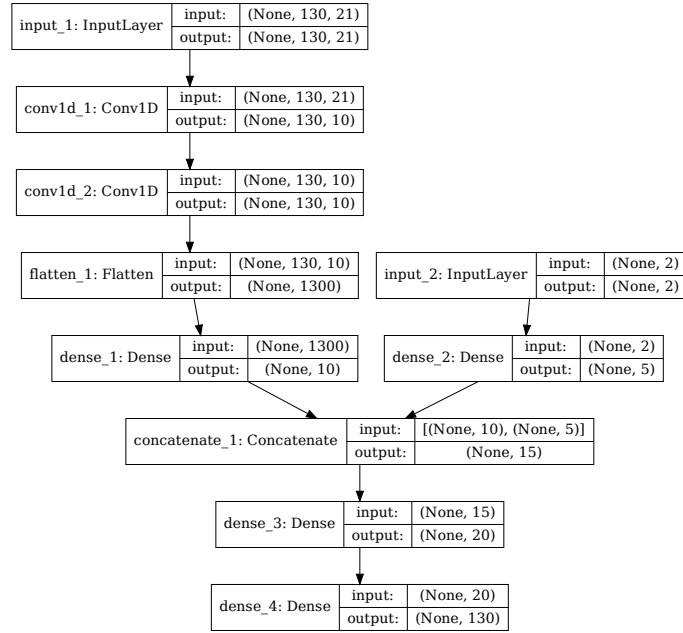 input_1: InputLayer
input: (None, 130, 21)
output: (None, 130, 21)
conv1d_1: Conv1D
input: (None, 130, 21)
output: (None, 130, 10)
conv1d_2: Conv1D
input: (None, 130, 10)
output: (None, 130, 10)
flatten_1: Flatten
input: (None, 130, 10)
output: (None, 1300)
input_2: InputLayer
input: (None, 2)
output: (None, 2)
dense_1: Dense
input: (None, 1300)
output: (None, 10)
dense_2: Dense
input: (None, 2)
output: (None, 5)
concatenate_1: Concatenate
input: [(None, 10), (None, 5)]
output: (None, 15)
dense_3: Dense
input: (None, 15)
output: (None, 20)
dense_4: Dense
input: (None, 20)
output: (None, 130)